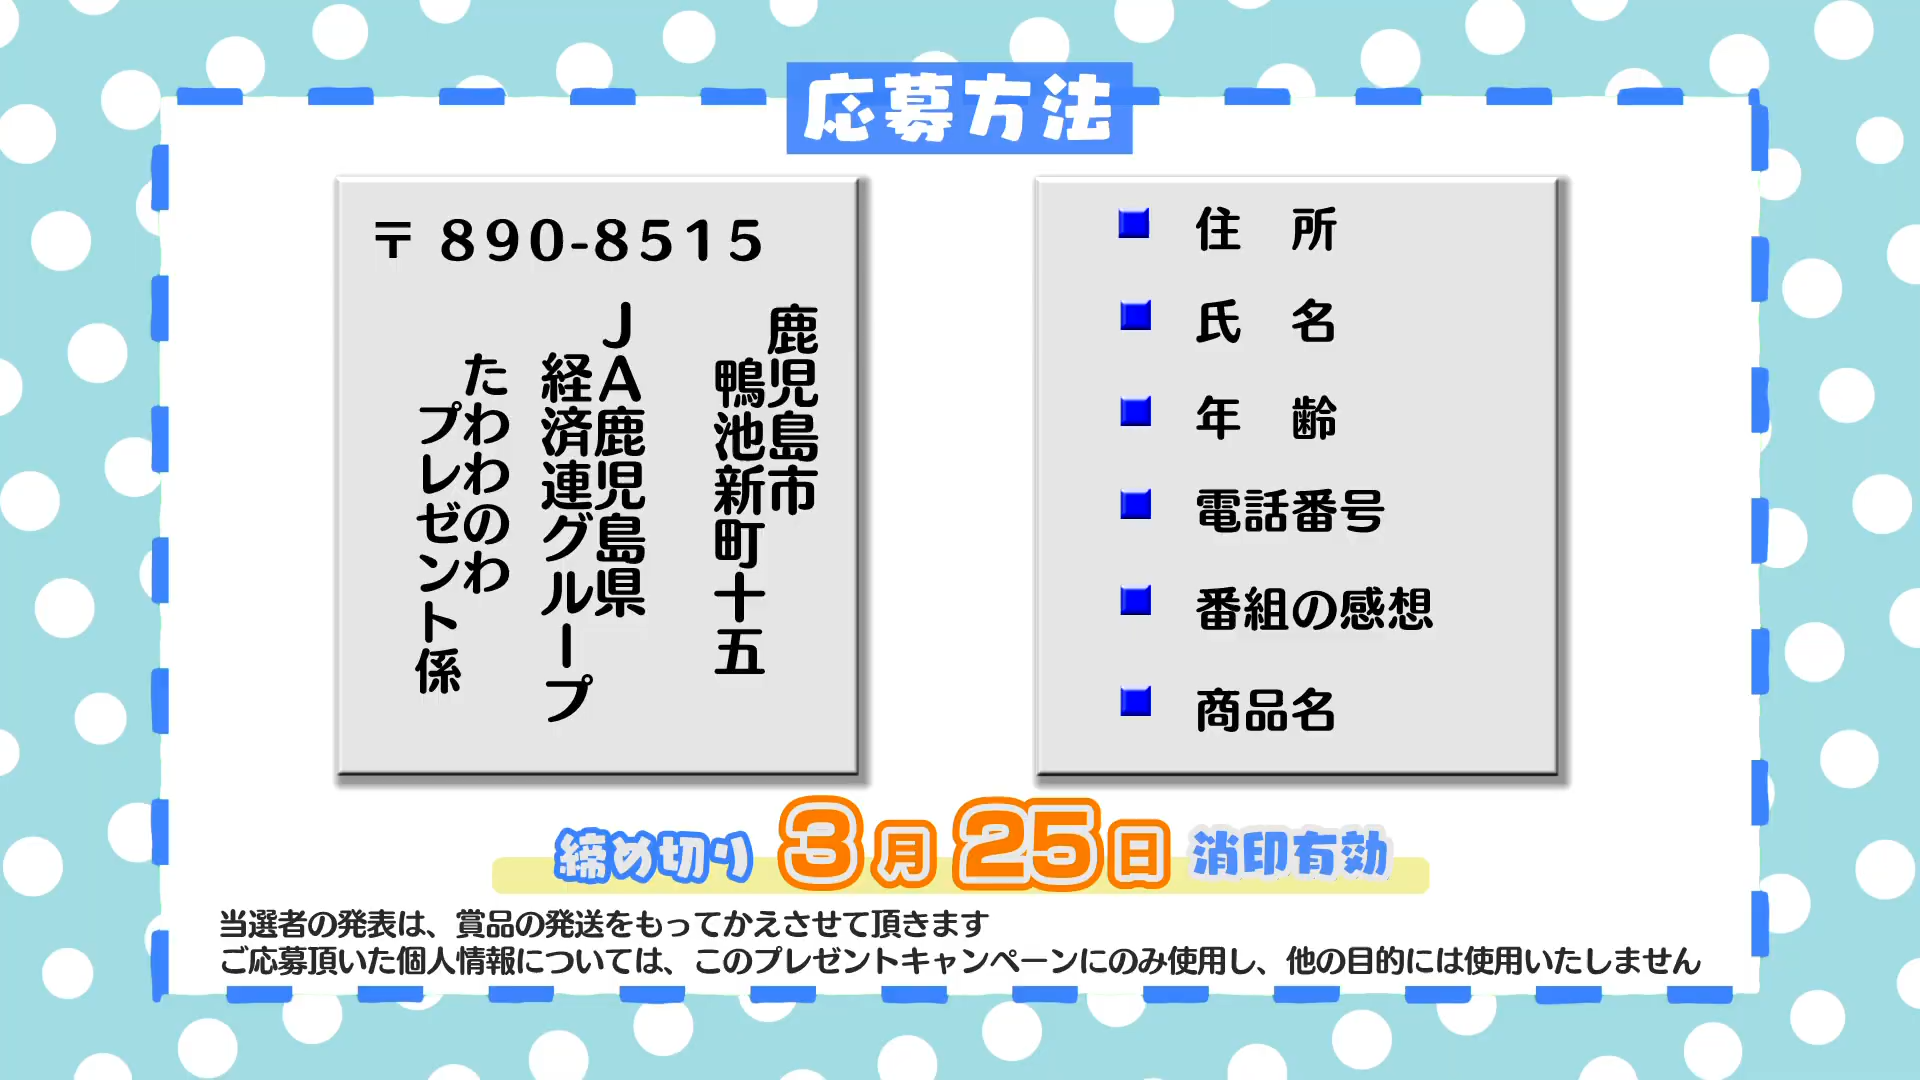 応募方法
〒890-8515
鹿児島市
鴨池新町十五
JA鹿児島県
経済連グループ
たわわのわ
プレゼント係
住　所
氏　名
年　齢
電話番号
番組の感想
商品名
締め切り 3月25日 消印有効
当選者の発表は、賞品の発送をもってかえさせて頂きます
ご応募頂いた個人情報については、このプレゼントキャンペーンにのみ使用し、他の目的には使用いたしません